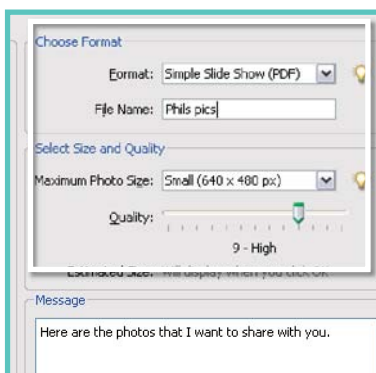 Choose Format
Format: Simple Slide Show (PDF)
File Name: Phils pics
Select Size and Quality
Maximum Photo Size: Small (640 x 480 px)
Quality:
9 - High
Estimated Size: Will display when you click OK
Message
Here are the photos that I want to share with you.